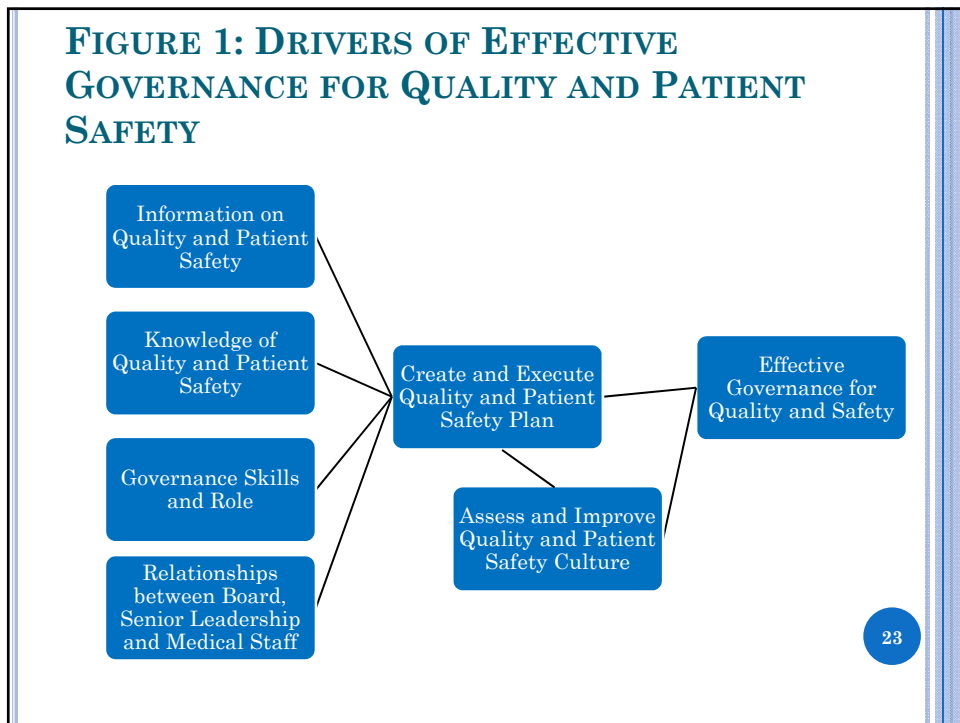 FIGURE 1: DRIVERS OF EFFECTIVE
GOVERNANCE FOR QUALITY AND PATIENT
SAFETY
Information on
Quality and Patient
Safety
Knowledge of
Quality and Patient
Safety
Governance Skills
and Role
Relationships
between Board,
Senior Leadership
and Medical Staff
Create and Execute
Quality and Patient
Safety Plan
Assess and Improve
Quality and Patient
Safety Culture
Effective
Governance for
Quality and Safety
23